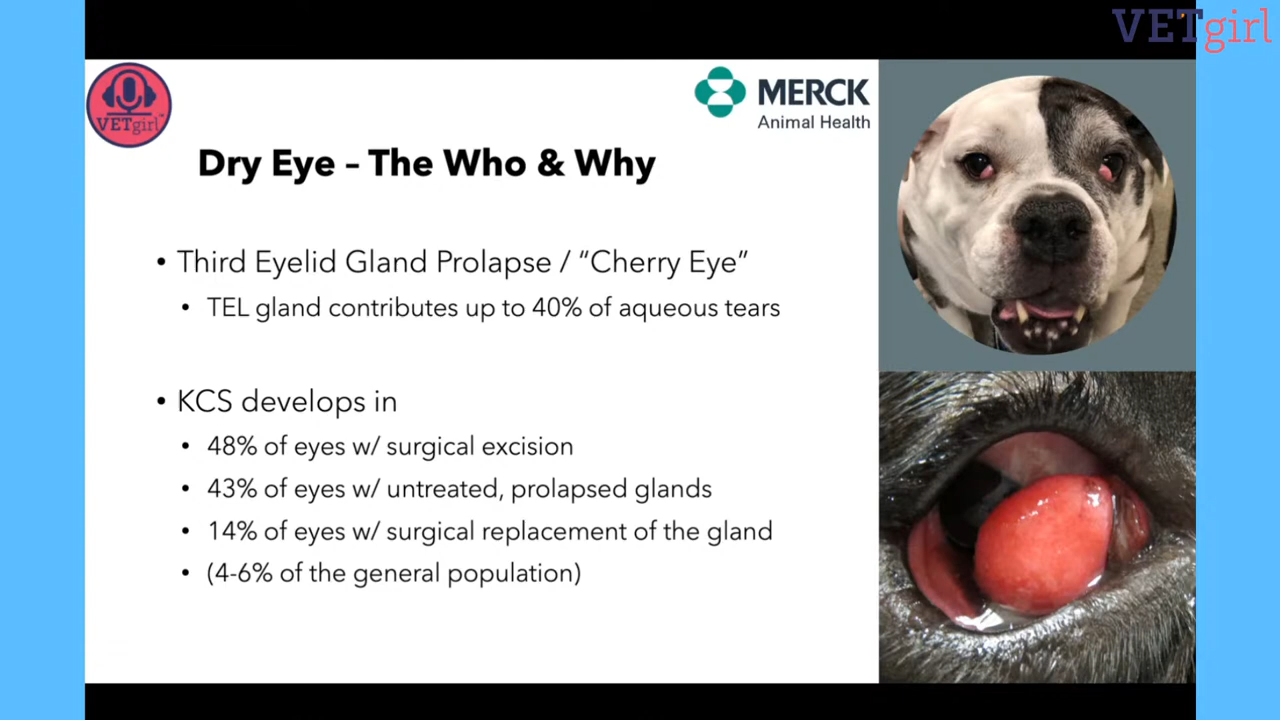 VETgirl
VETgirl
MERCK
Animal Health
Dry Eye – The Who & Why
• Third Eyelid Gland Prolapse / “Cherry Eye”
• TEL gland contributes up to 40% of aqueous tears
• KCS develops in
• 48% of eyes w/ surgical excision
• 43% of eyes w/ untreated, prolapsed glands
• 14% of eyes w/ surgical replacement of the gland
• (4-6% of the general population)